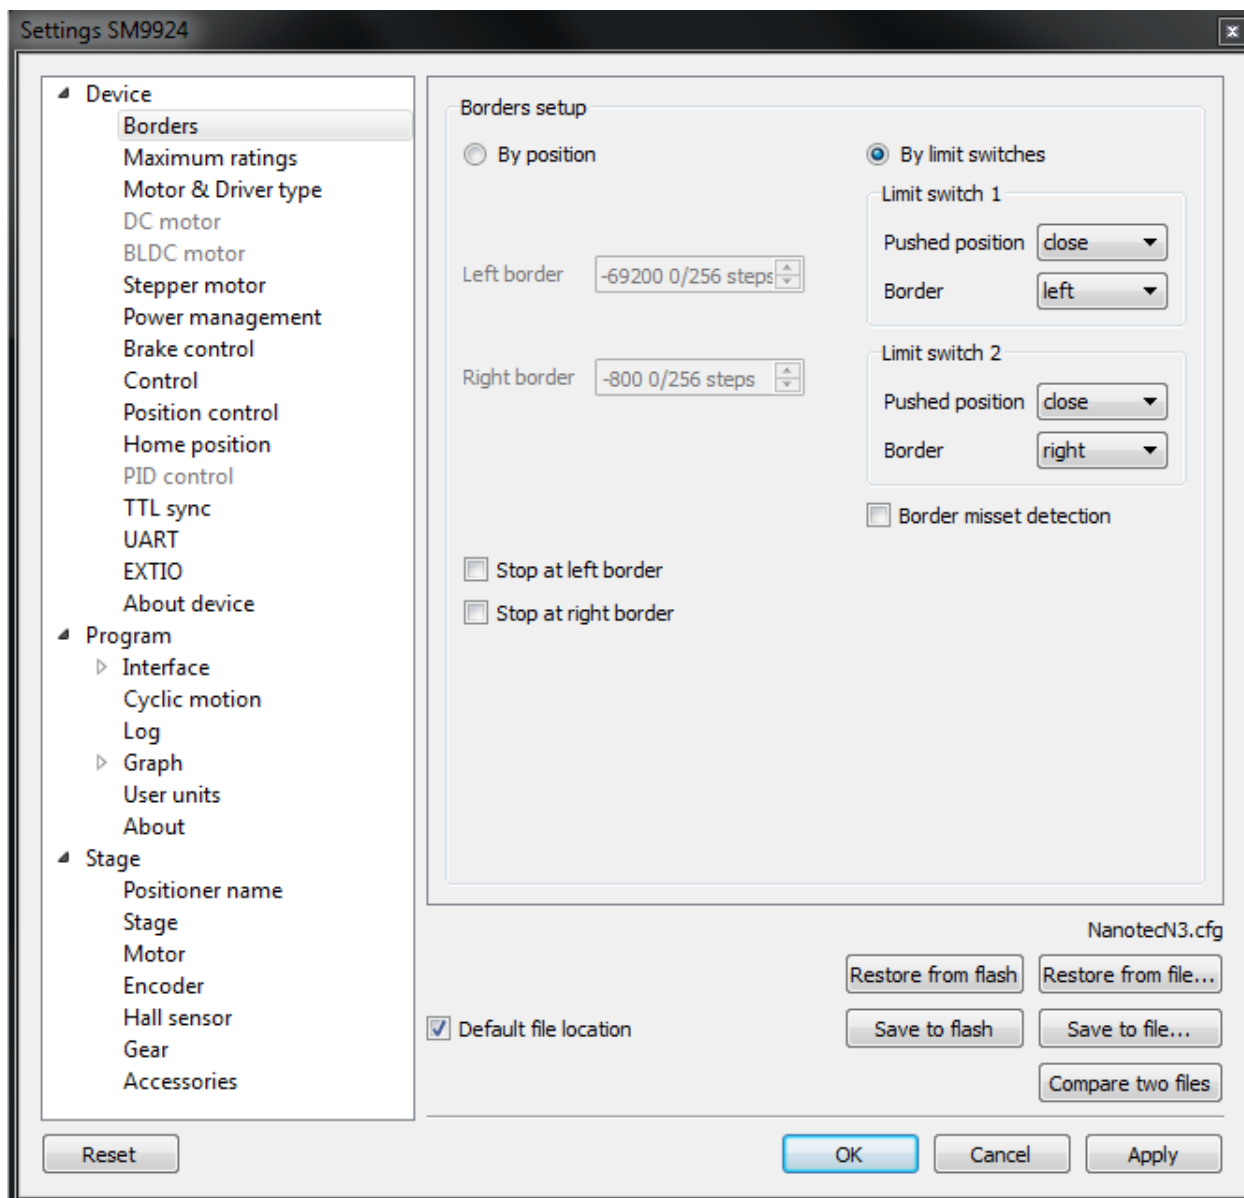 Settings SM9924
Device
Borders
Maximum ratings
Motor & Driver type
DC motor
BLDC motor
Stepper motor
Power management
Brake control
Control
Position control
Home position
PID control
TTL sync
UART
EXTIO
About device
Program
Interface
Cyclic motion
Log
Graph
User units
About
Stage
Positioner name
Stage
Motor
Encoder
Hall sensor
Gear
Accessories
Borders setup
By position
By limit switches
Limit switch 1
Pushed position close
Border left
Left border -69200 0/256 steps
Limit switch 2
Right border -800 0/256 steps
Pushed position close
Border right
Border misset detection
Stop at left border
Stop at right border
NanotecN3.cfg
Restore from flash Restore from file...
Default file location Save to flash Save to file...
Compare two files
Reset OK Cancel Apply